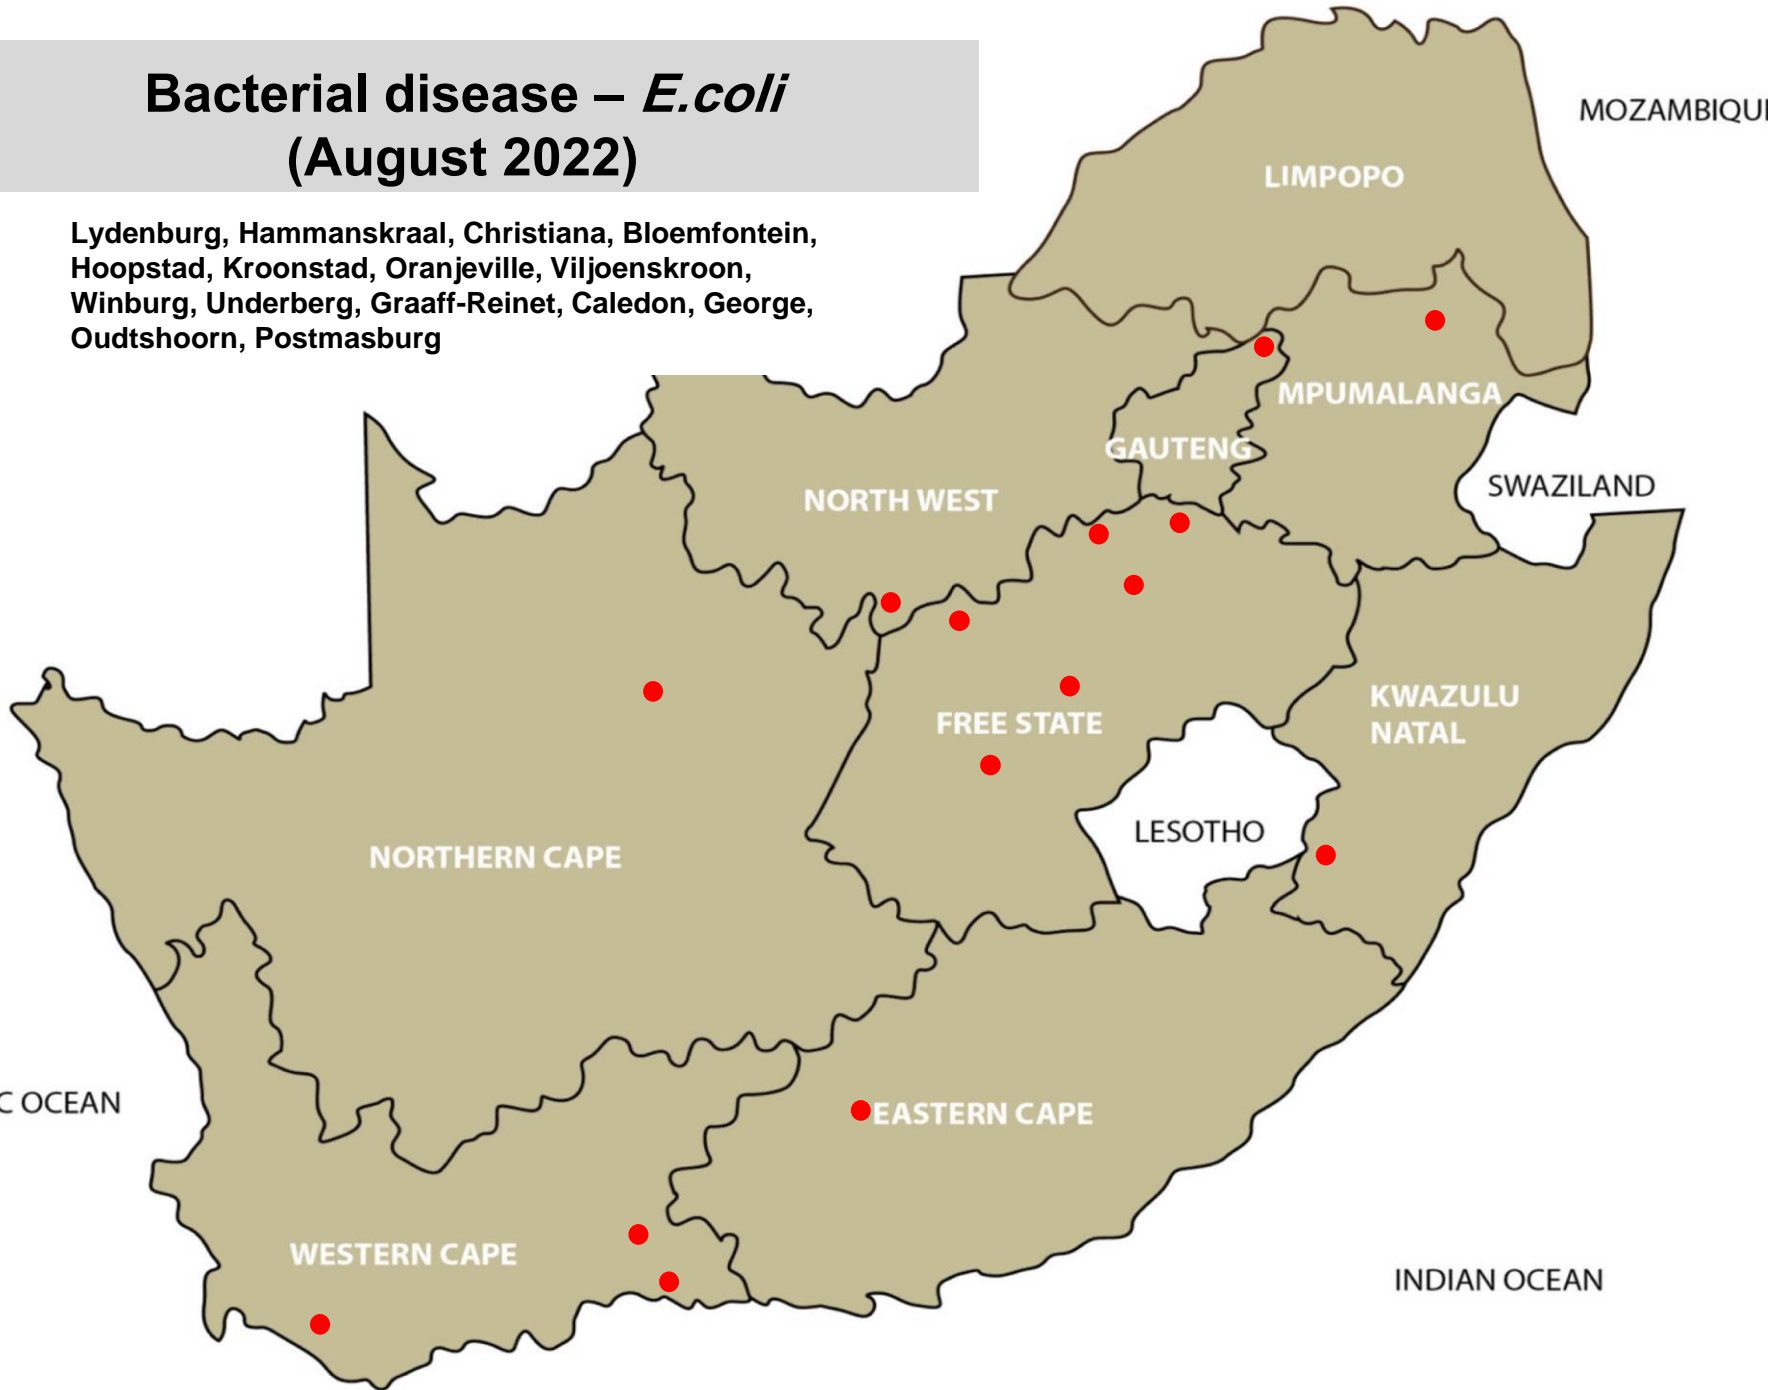 Bacterial disease – E.coli
(August 2022)
Lydenburg, Hammanskraal, Christiana, Bloemfontein,
Hoopstad, Kroonstad, Oranjeville, Viljoenskroon,
Winburg, Underberg, Graaff-Reinet, Caledon, George,
Oudtshoorn, Postmasburg
MOZAMBIQU
LIMPOPO
MPUMALANGA
GAUTENG
SWAZILAND
NORTH WEST
KWAZULU
NATAL
FREE STATE
LESOTHO
NORTHERN CAPE
C OCEAN
EASTERN CAPE
WESTERN CAPE
INDIAN OCEAN